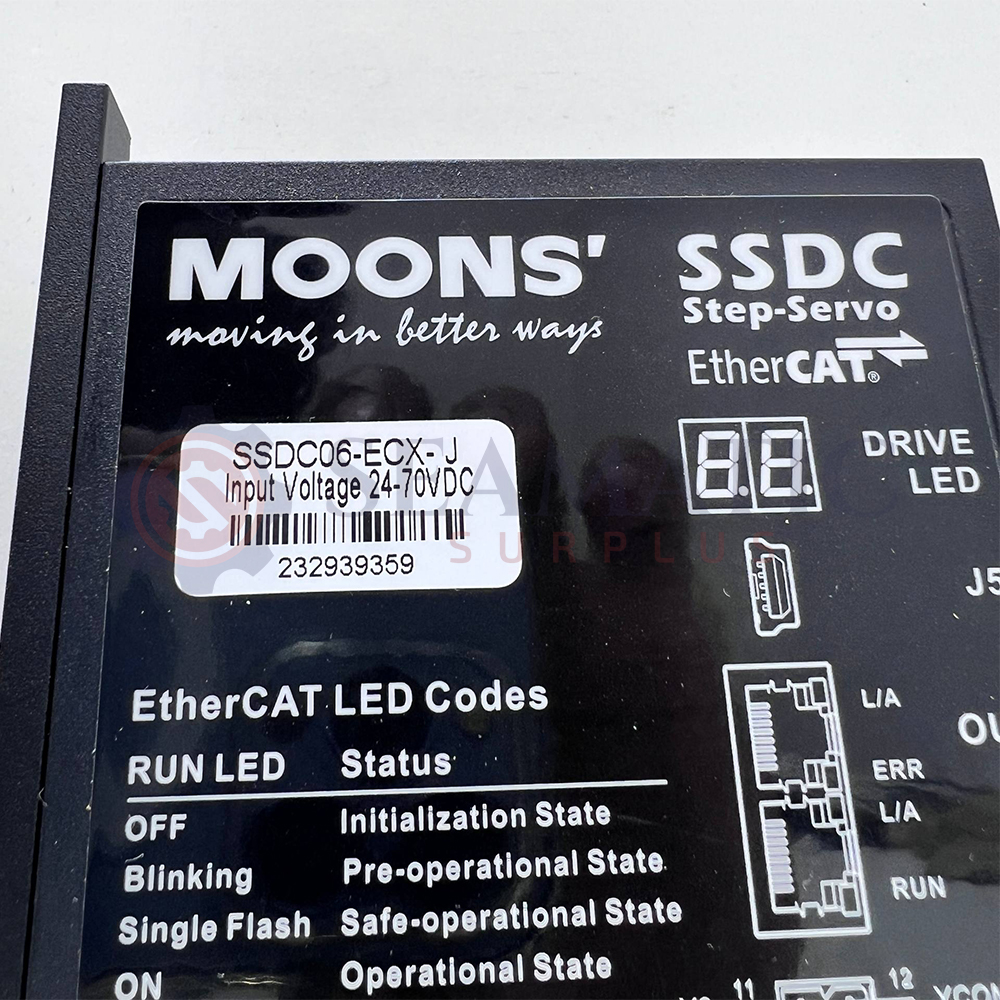 MOONS'
moving in better ways
SSDC
Step-Servo
EtherCAT®
SSDC06-ECX-J
Input Voltage 24-70VDC
232939359
88
DRIVE
LED
SURPLUS
J5
EtherCAT LED Codes
RUN LED Status
OFF Initialization State
Blinking Pre-operational State
Single Flash Safe-operational State
ON Operational State
L/A
ERR
L/A
RUN
11
12